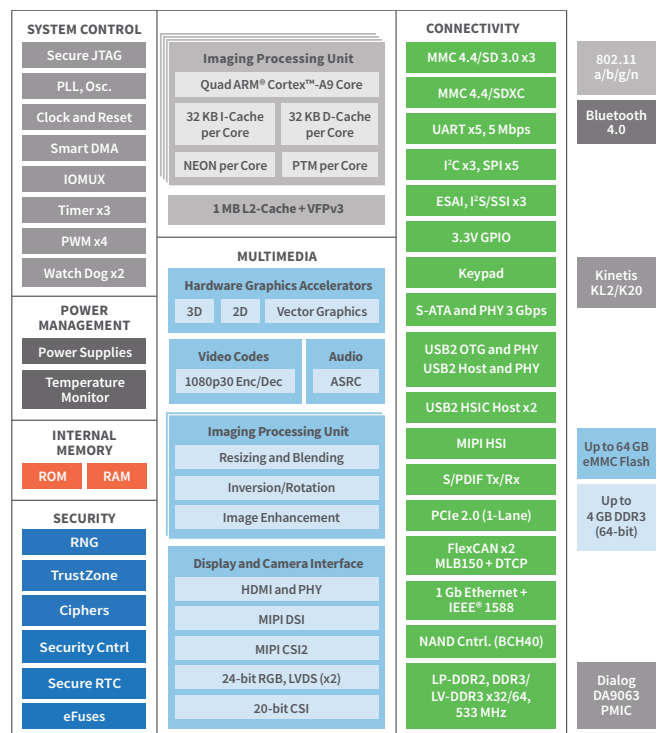 SYSTEM CONTROL
Secure JTAG
PLL, Osc.
Clock and Reset
Smart DMA
IOMUX
Timer x3
PWM x4
Watch Dog x2
POWER
MANAGEMENT
Power Supplies
Temperature
Monitor
INTERNAL
MEMORY
ROM
RAM
SECURITY
RNG
TrustZone
Ciphers
Security Cntrl
Secure RTC
eFuses
Imaging Processing Unit
Quad ARM® Cortex™-A9 Core
32 KB I-Cache
per Core
32 KB D-Cache
per Core
NEON per Core
PTM per Core
1 MB L2-Cache + VFPv3
MULTIMEDIA
Hardware Graphics Accelerators
3D
2D
Vector Graphics
Video Codes
1080p30 Enc/Dec
Audio
ASRC
Imaging Processing Unit
Resizing and Blending
Inversion/Rotation
Image Enhancement
Display and Camera Interface
HDMI and PHY
MIPI DSI
MIPI CSI2
24-bit RGB, LVDS (x2)
20-bit CSI
CONNECTIVITY
MMC 4.4/SD 3.0 x3
MMC 4.4/SDXC
UART x5, 5 Mbps
I²C x3, SPI x5
ESAI, I²S/SSI x3
3.3V GPIO
Keypad
S-ATA and PHY 3 Gbps
USB2 OTG and PHY
USB2 Host and PHY
USB2 HSIC Host x2
MIPI HSI
S/PDIF Tx/Rx
PCIe 2.0 (1-Lane)
FlexCAN x2
MLB150 + DTCP
1 Gb Ethernet +
IEEE® 1588
NAND Cntrl. (BCH40)
LP-DDR2, DDR3/
LV-DDR3 x32/64,
533 MHz
802.11
a/b/g/n
Bluetooth
4.0
Kinetis
KL2/K20
Up to 64 GB
eMMC Flash
Up to
4 GB DDR3
(64-bit)
Dialog
DA9063
PMIC